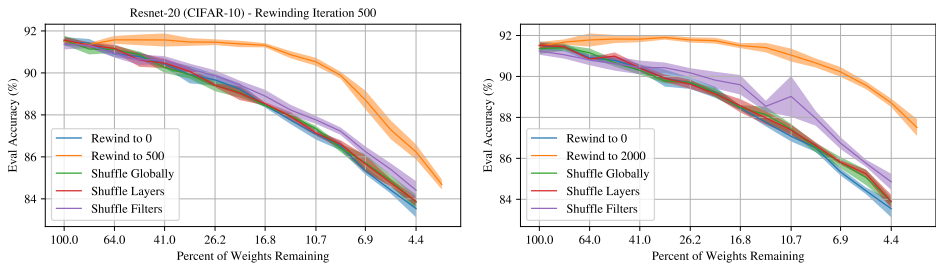 Resnet-20 (CIFAR-10) - Rewinding Iteration 500
Eval Accuracy (%)
92
90
88
86
84
Rewind to 0
Rewind to 500
Shuffle Globally
Shuffle Layers
Shuffle Filters
100.0 64.0 41.0 26.2 16.8 10.7 6.9 4.4
Percent of Weights Remaining
Eval Accuracy (%)
92
90
88
86
84
Rewind to 0
Rewind to 2000
Shuffle Globally
Shuffle Layers
Shuffle Filters
100.0 64.0 41.0 26.2 16.8 10.7 6.9 4.4
Percent of Weights Remaining